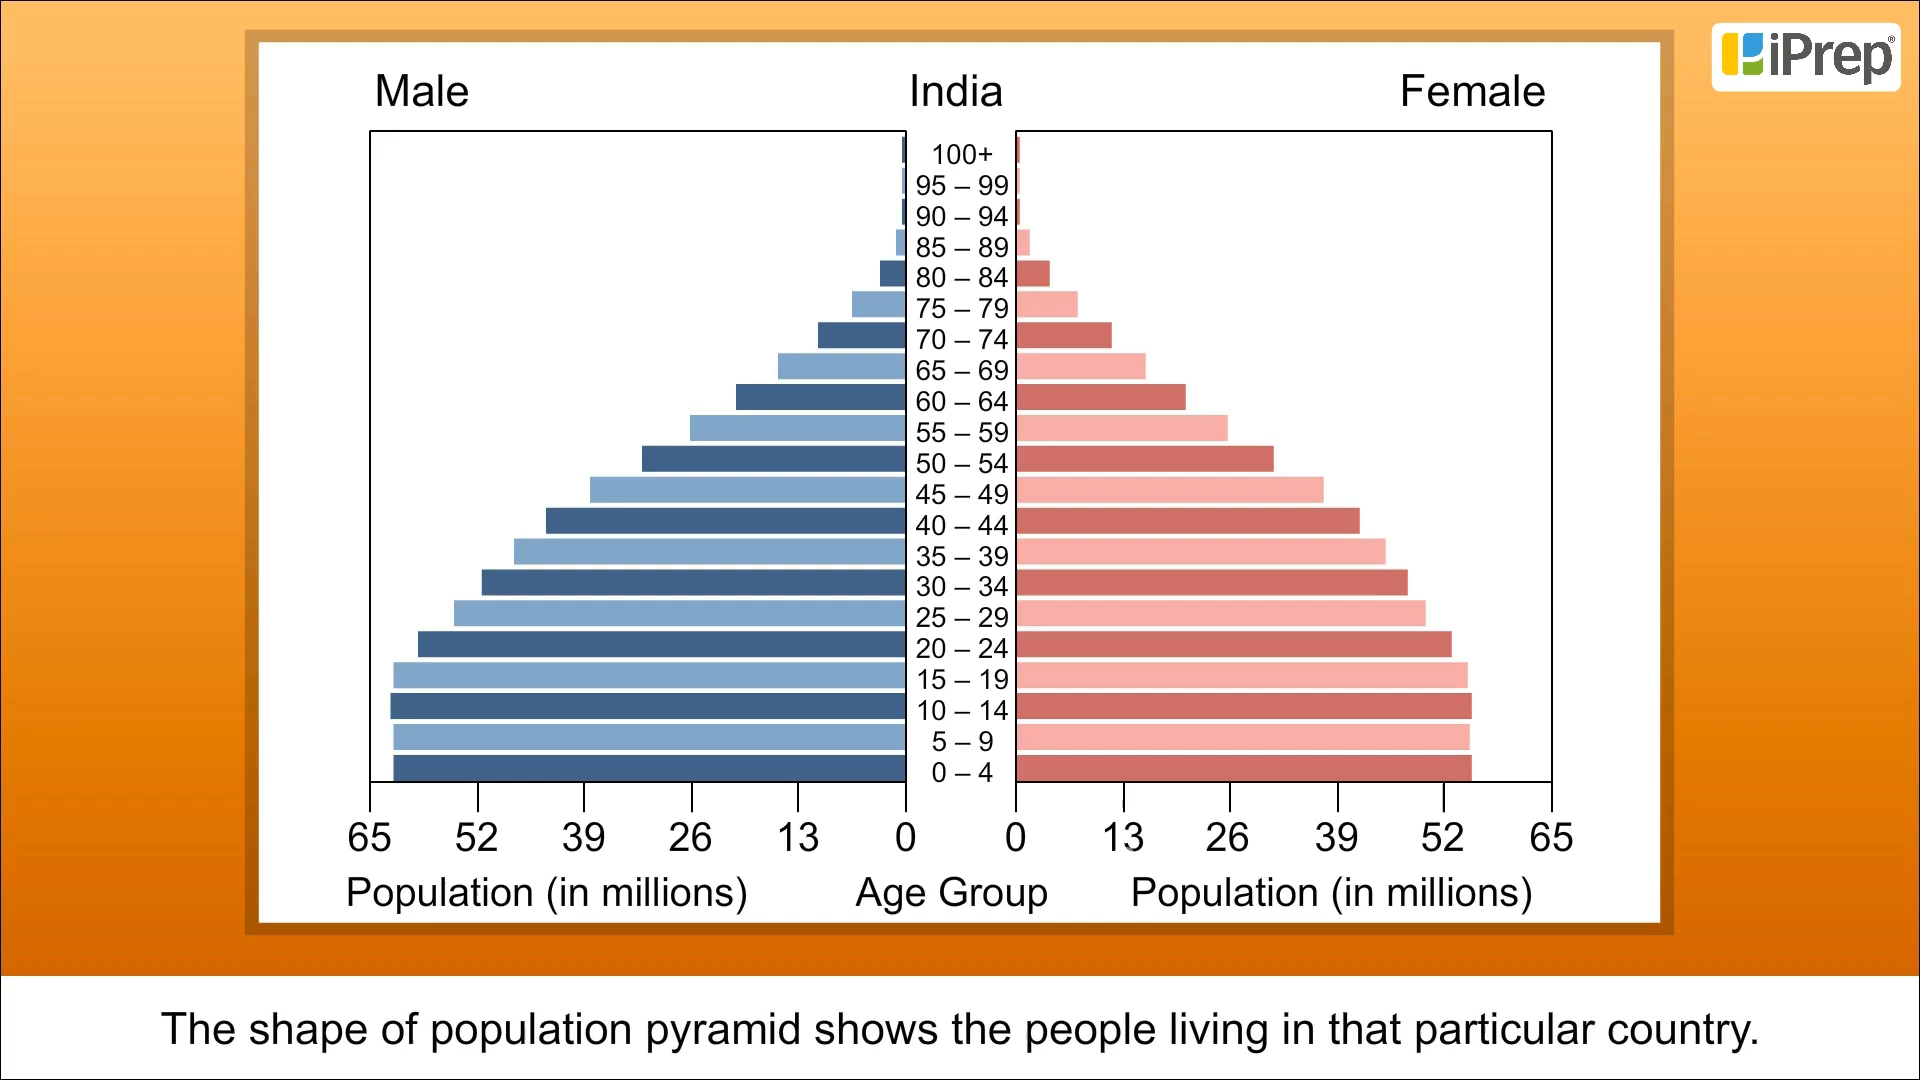 iPrep®
Male India Female
100+
95 – 99
90 – 94
85 – 89
80 – 84
75 – 79
70 – 74
65 – 69
60 – 64
55 – 59
50 – 54
45 – 49
40 – 44
35 – 39
30 – 34
25 – 29
20 – 24
15 – 19
10 – 14
5 – 9
0 – 4
65 52 39 26 13 0 0 13 26 39 52 65
Population (in millions) Age Group Population (in millions)
The shape of population pyramid shows the people living in that particular country.